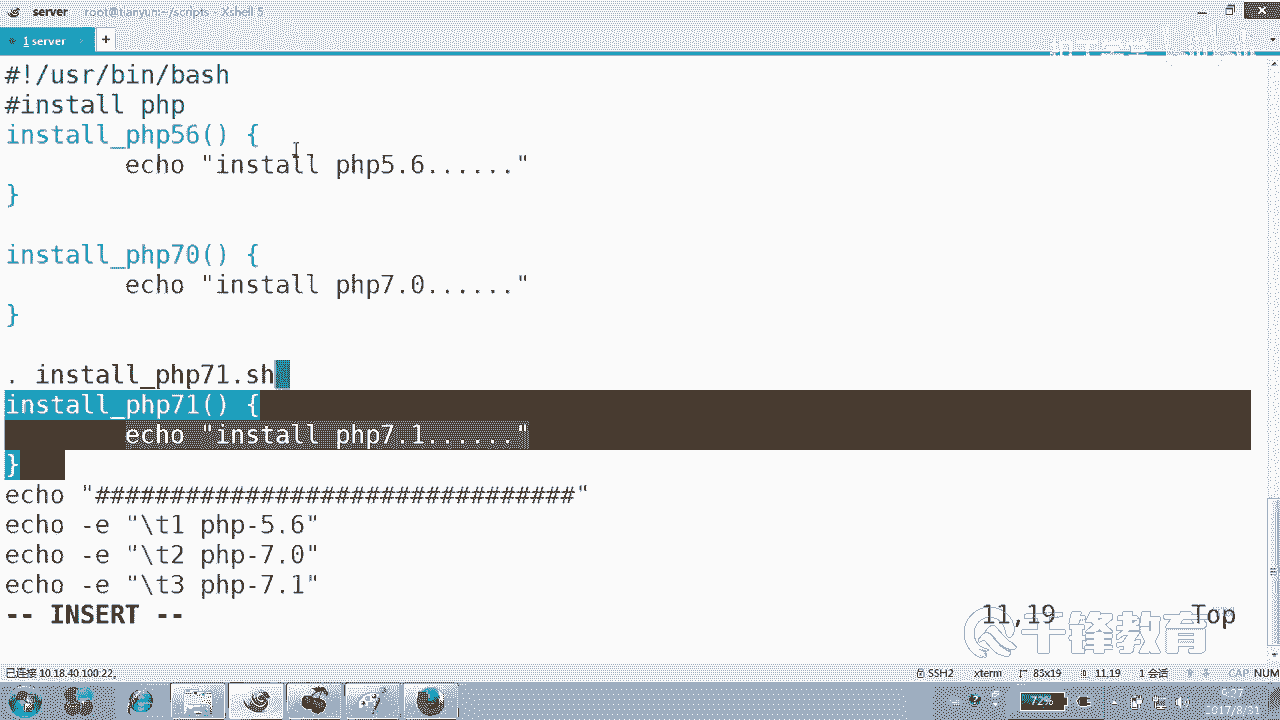 server root@tianyun:~/scripts - Xshell 5
1 server +
#!/usr/bin/bash
#install php
install_php56() {
echo "install php5.6......"
}
install_php70() {
echo "install php7.0......"
}
. install_php71.sh
install_php71() {
echo "install php7.1......"
}
echo "################################"
echo -e "\t1 php-5.6"
echo -e "\t2 php-7.0"
echo -e "\t3 php-7.1"
-- INSERT -- 11,19 Top
千锋教育
已连接 10.18.40.100:22。 SSH2 xterm 83x19 11,19 1 会话 CAP NUM
72% 9:27
2017/8/31